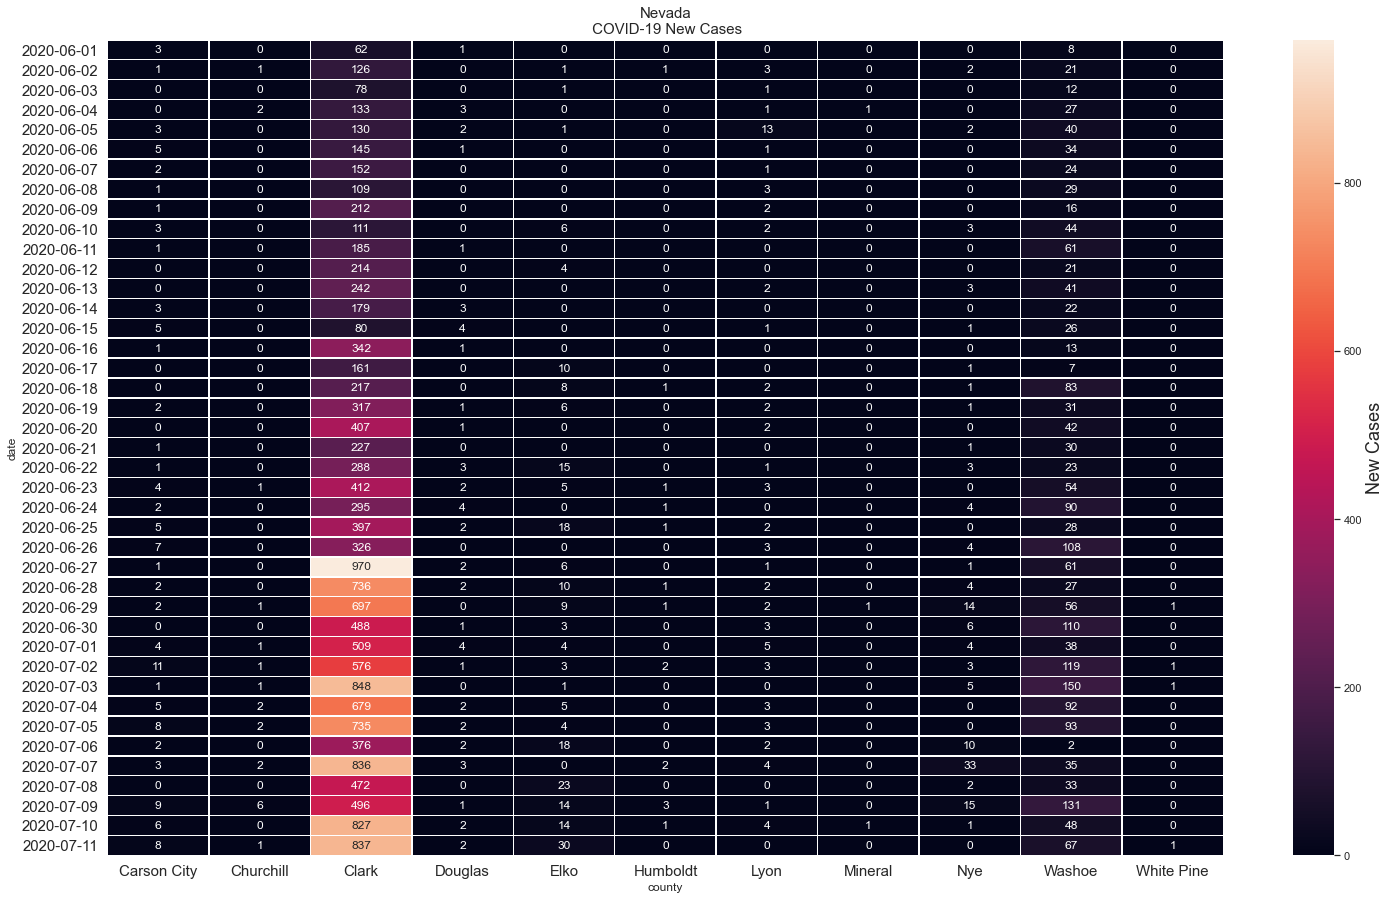 Nevada
COVID-19 New Cases
2020-06-01 3 0 62 1 0 0 0 0 0 8 0
2020-06-02 1 1 126 0 1 1 3 0 2 21 0
2020-06-03 0 0 78 0 1 0 1 0 0 12 0
2020-06-04 0 2 133 3 0 0 1 1 0 27 0
2020-06-05 3 0 130 2 1 0 13 0 2 40 0
2020-06-06 5 0 145 1 0 0 1 0 0 34 0
2020-06-07 2 0 152 0 0 0 1 0 0 24 0
2020-06-08 1 0 109 0 0 0 3 0 0 29 0
2020-06-09 1 0 212 0 0 0 2 0 0 16 0
2020-06-10 3 0 111 0 6 0 2 0 3 44 0
2020-06-11 1 0 185 1 0 0 0 0 0 61 0
2020-06-12 0 0 214 0 4 0 0 0 0 21 0
2020-06-13 0 0 242 0 0 0 2 0 3 41 0
2020-06-14 3 0 179 3 0 0 0 0 0 22 0
2020-06-15 5 0 80 4 0 0 1 0 1 26 0
2020-06-16 1 0 342 1 0 0 0 0 0 13 0
2020-06-17 0 0 161 0 10 0 0 0 1 7 0
2020-06-18 0 0 217 0 8 1 2 0 1 83 0
2020-06-19 2 0 317 1 6 0 2 0 1 31 0
2020-06-20 0 0 407 1 0 0 2 0 0 42 0
2020-06-21 1 0 227 0 0 0 0 0 1 30 0
2020-06-22 1 0 288 3 15 0 1 0 3 23 0
2020-06-23 4 1 412 2 5 1 3 0 0 54 0
2020-06-24 2 0 295 4 0 1 0 0 4 90 0
2020-06-25 5 0 397 2 18 1 2 0 0 28 0
2020-06-26 7 0 326 0 0 0 3 0 4 108 0
2020-06-27 1 0 970 2 6 0 1 0 1 61 0
2020-06-28 2 0 736 2 10 1 2 0 4 27 0
2020-06-29 2 1 697 0 9 1 2 1 14 56 1
2020-06-30 0 0 488 1 3 0 3 0 6 110 0
2020-07-01 4 1 509 4 4 0 5 0 4 38 0
2020-07-02 11 1 576 1 3 2 3 0 3 119 1
2020-07-03 1 1 848 0 1 0 0 0 5 150 1
2020-07-04 5 2 679 2 5 0 3 0 0 92 0
2020-07-05 8 2 735 2 4 0 3 0 0 93 0
2020-07-06 2 0 376 2 18 0 2 0 10 2 0
2020-07-07 3 2 836 3 0 2 4 0 33 35 0
2020-07-08 0 0 472 0 23 0 0 0 2 33 0
2020-07-09 9 6 496 1 14 3 1 0 15 131 0
2020-07-10 6 0 827 2 14 1 4 1 1 48 0
2020-07-11 8 1 837 2 30 0 0 0 0 67 1
Carson City Churchill Clark Douglas Elko Humboldt Lyon Mineral Nye Washoe White Pine
county
date
800
600
400
200
0
New Cases